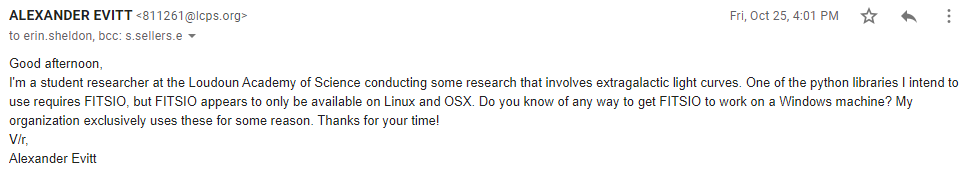 ALEXANDER EVITT <811261@lcps.org> Fri, Oct 25, 4:01 PM
to erin.sheldon, bcc: s.sellers.e
Good afternoon,
I'm a student researcher at the Loudoun Academy of Science conducting some research that involves extragalactic light curves. One of the python libraries I intend to
use requires FITSIO, but FITSIO appears to only be available on Linux and OSX. Do you know of any way to get FITSIO to work on a Windows machine? My
organization exclusively uses these for some reason. Thanks for your time!
V/r,
Alexander Evitt